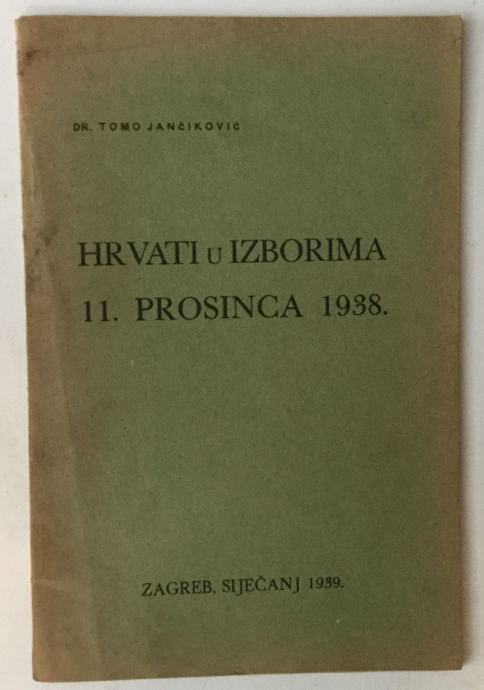 DR. TOMO JANČIKOVIĆ
HRVATI U IZBORIMA
11. PROSINCA 1938.
ZAGREB, SIJEČANJ 1939.